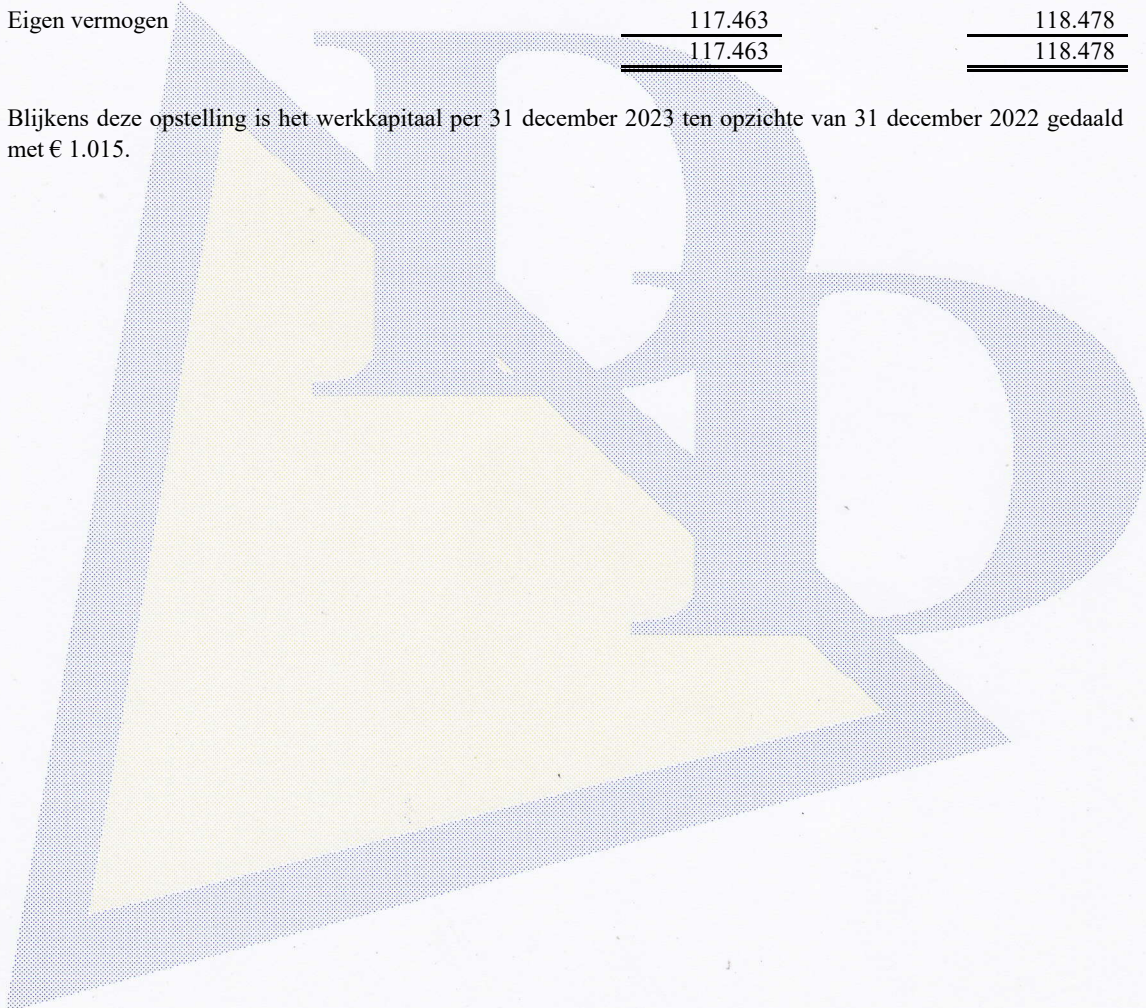 Eigen vermogen 117.463 118.478
117.463 118.478
Blijkens deze opstelling is het werkkapitaal per 31 december 2023 ten opzichte van 31 december 2022 gedaald
met € 1.015.